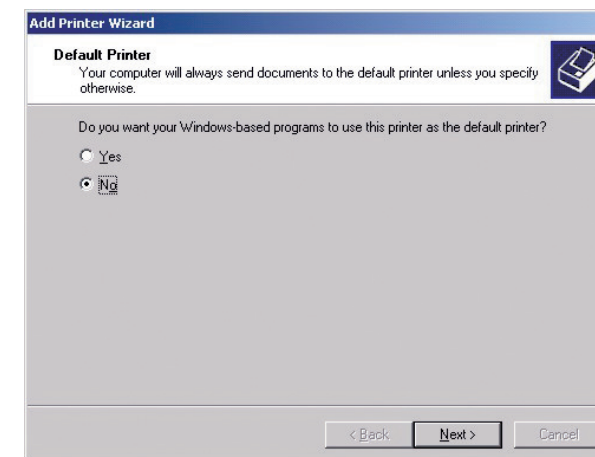 Add Printer Wizard
Default Printer
Your computer will always send documents to the default printer unless you specify
otherwise.
Do you want your Windows-based programs to use this printer as the default printer?
Yes
No
< Back
Next >
Cancel